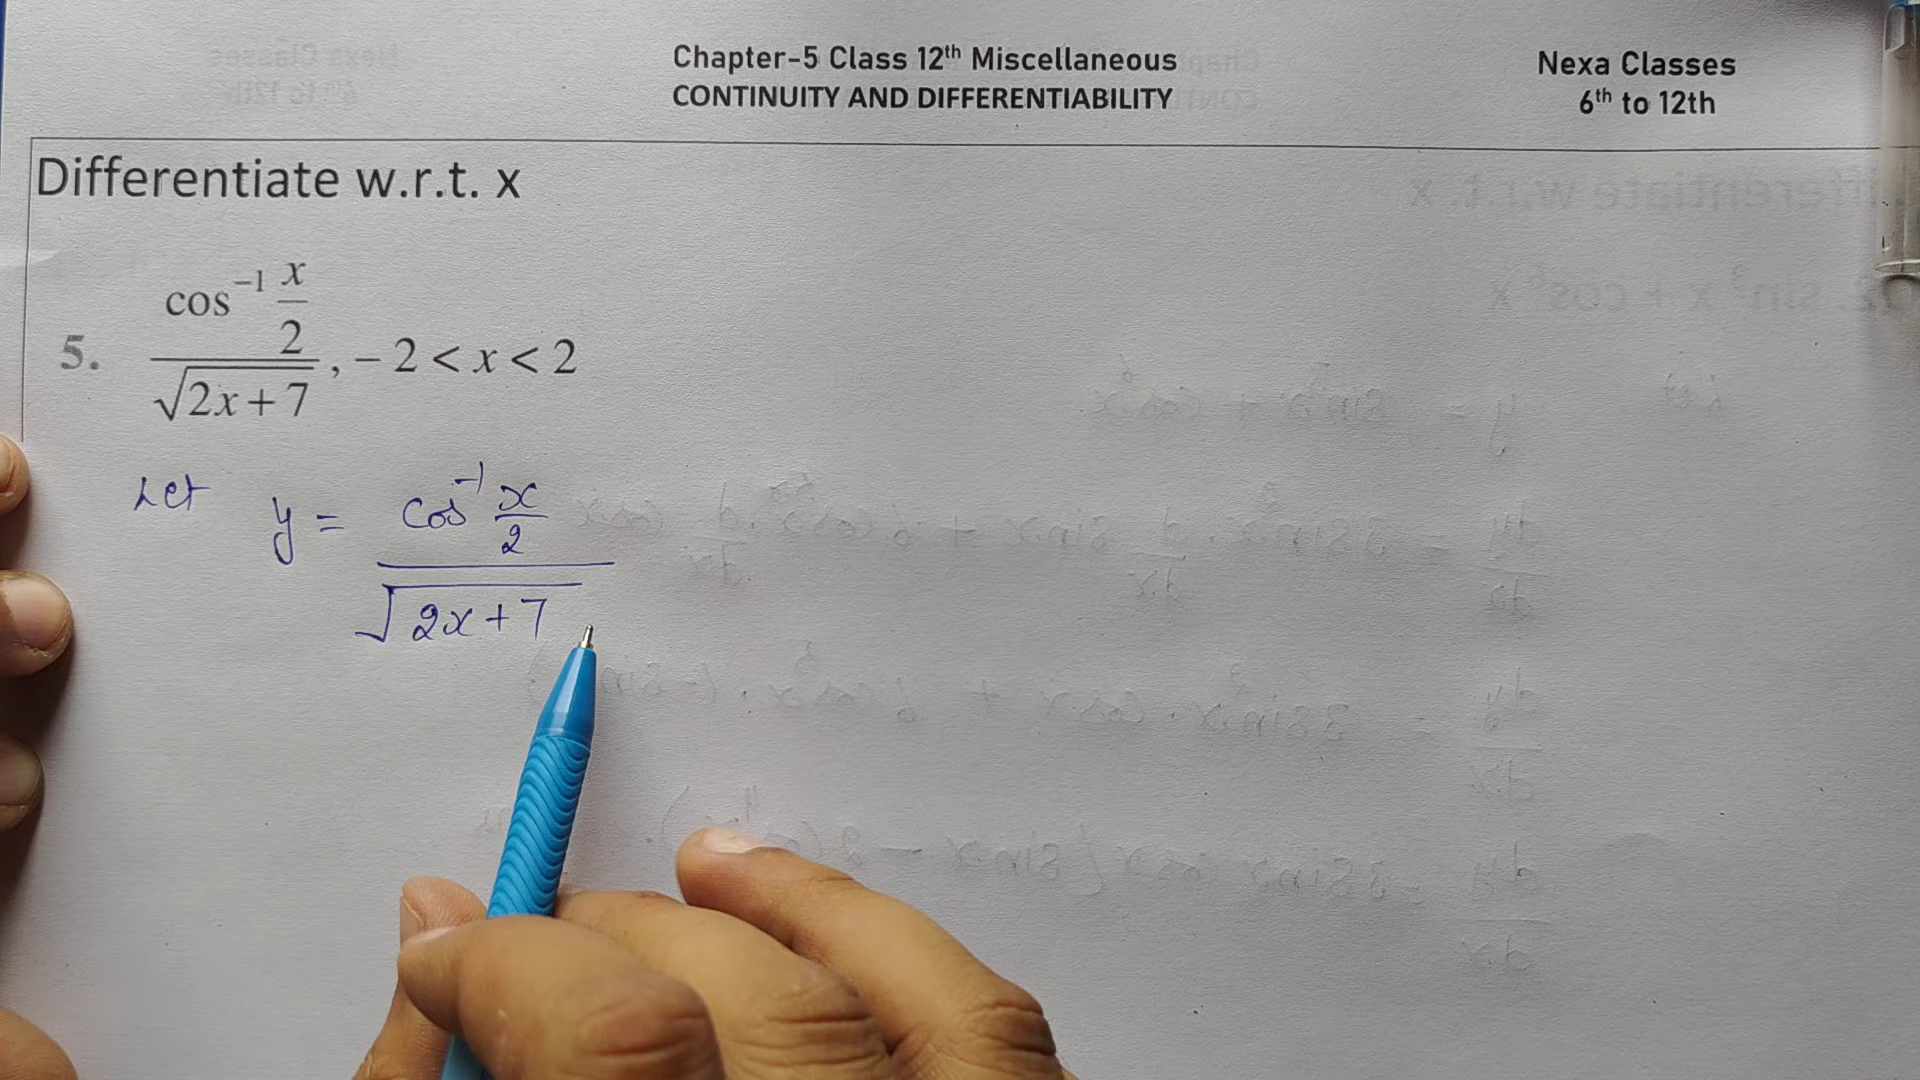 Chapter-5 Class 12th Miscellaneous
CONTINUITY AND DIFFERENTIABILITY
Nexa Classes
6th to 12th
Differentiate w.r.t. x
5. cos⁻¹ x/2 / √(2x+7) , – 2 < x < 2
Let y = cos⁻¹ x/2 / √(2x+7)